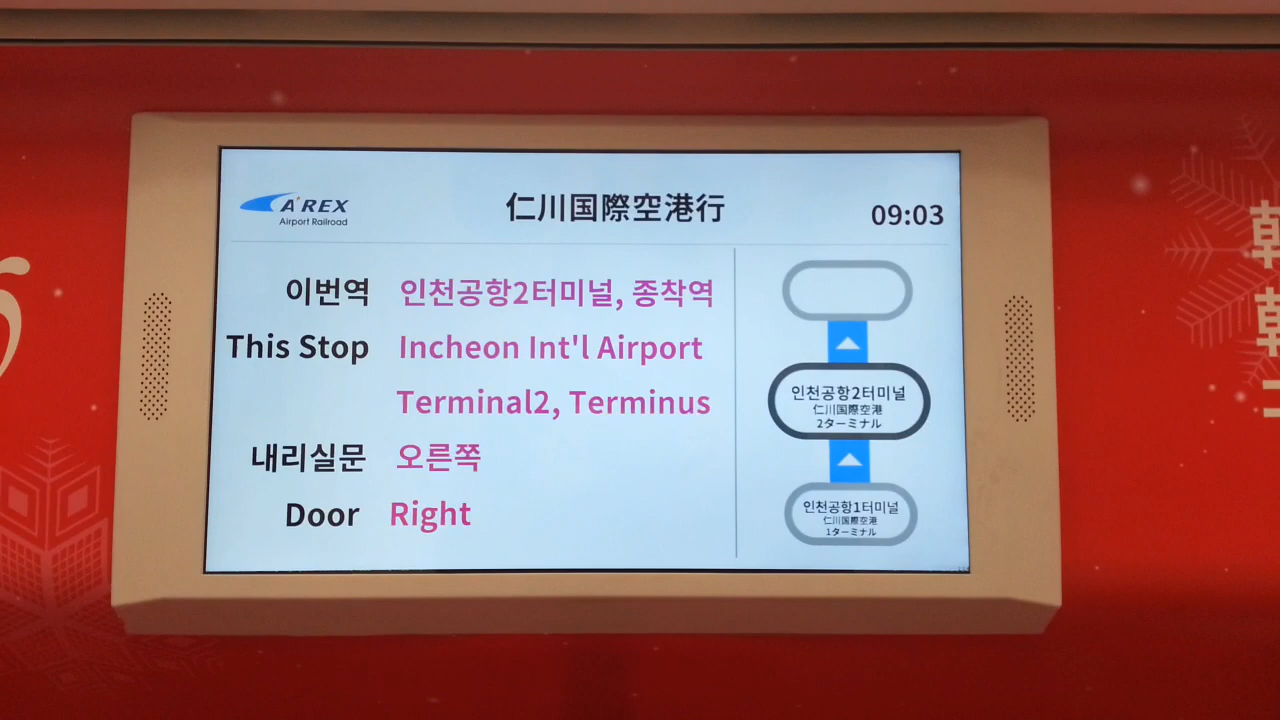 A'REX
Airport Railroad
仁川国際空港行
09:03
이번역 인천공항2터미널, 종착역
This Stop Incheon Int'l Airport
Terminal2, Terminus
내리실문 오른쪽
Door Right
인천공항2터미널
仁川国際空港
2ターミナル
인천공항1터미널
仁川国際空港
1ターミナル